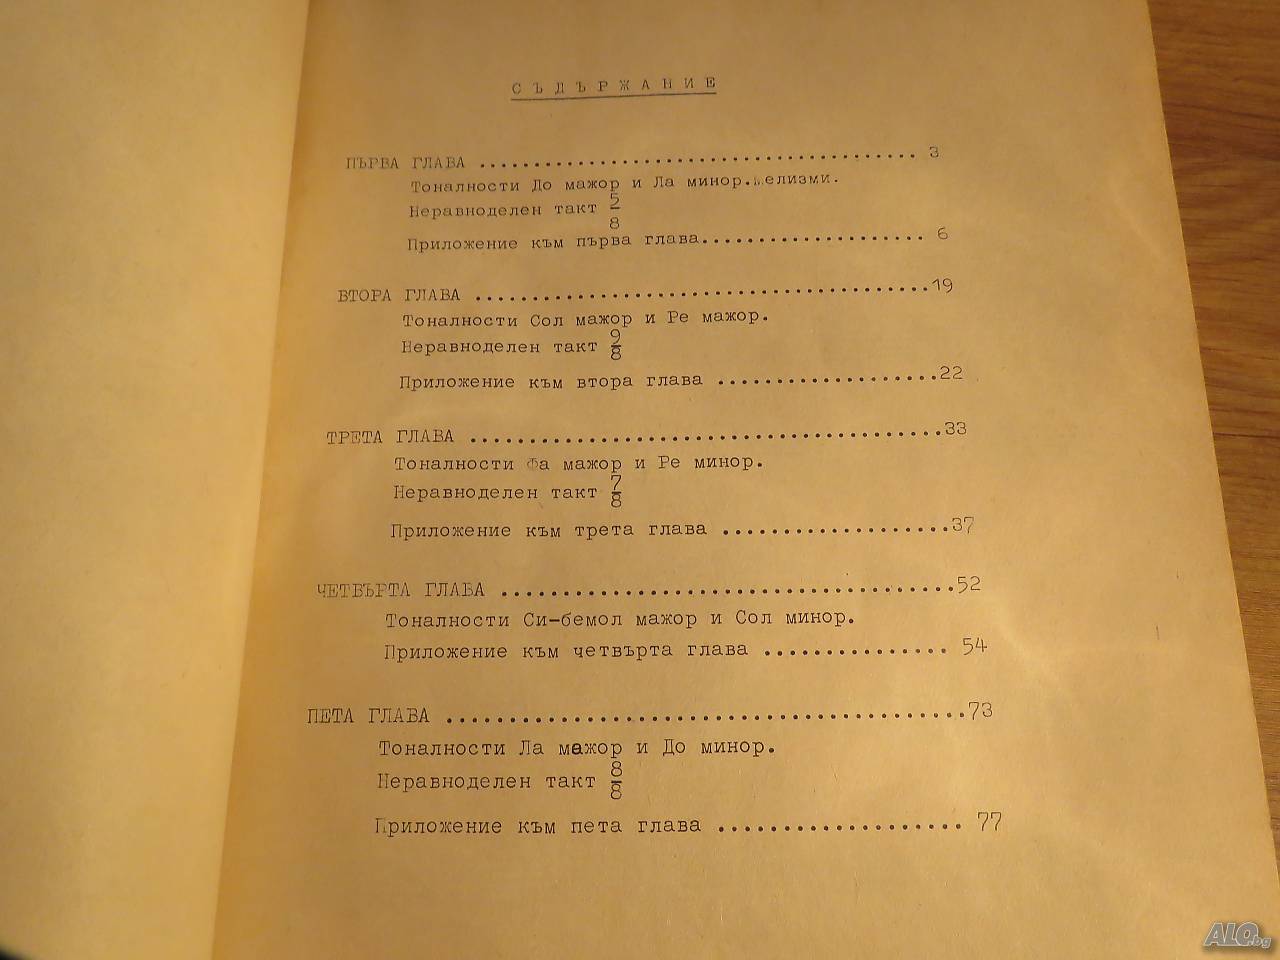 СЪДЪРЖАНИЕ
ПЪРВА ГЛАВА ........................................ 3
Тоналности До мажор и Ла минор. Мелизми.
Неравноделен такт 5/8
Приложение към първа глава.................... 6
ВТОРА ГЛАВА ........................................19
Тоналности Сол мажор и Ре мажор.
Неравноделен такт 9/8
Приложение към втора глава ...................22
ТРЕТА ГЛАВА ........................................33
Тоналности Фа мажор и Ре минор.
Неравноделен такт 7/8
Приложение към трета глава ...................37
ЧЕТВЪРТА ГЛАВА .....................................52
Тоналности Си-бемол мажор и Сол минор.
Приложение към четвърта глава ............... 54
ПЕТА ГЛАВА .........................................73
Тоналности Ла мажор и До минор.
Неравноделен такт 8/8
Приложение към пета глава ................... 77
ALO.bg